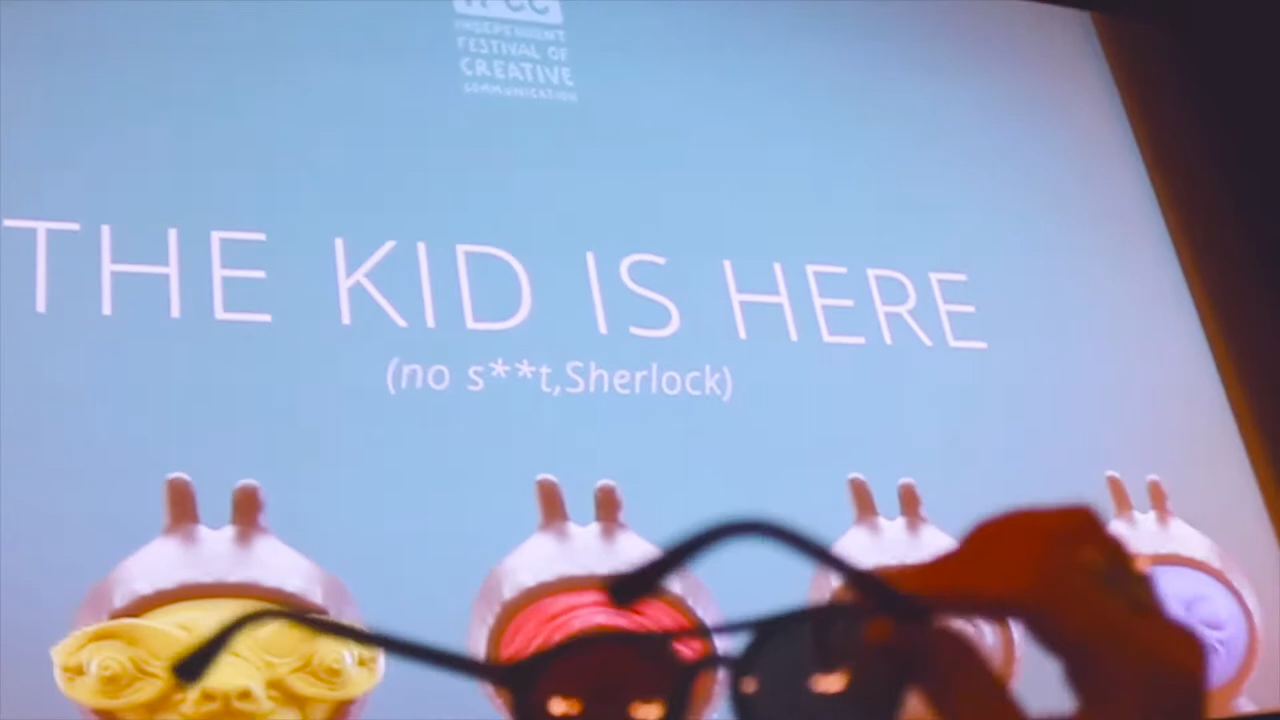 INDEPENDENT
FESTIVAL OF
CREATIVE
COMMUNICATION
THE KID IS HERE
(no s**t,Sherlock)